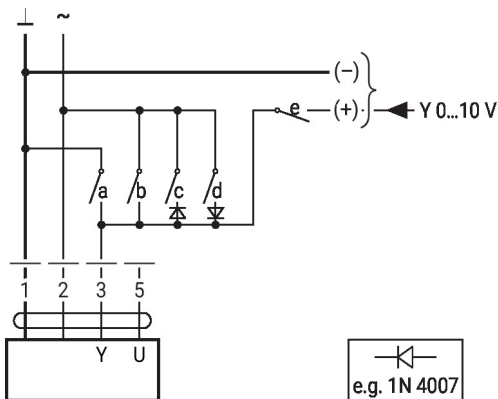 ⊥ ~
(−)
e (+) Y 0...10 V
a b c d
1 2 3 5
Y U
e.g. 1N 4007